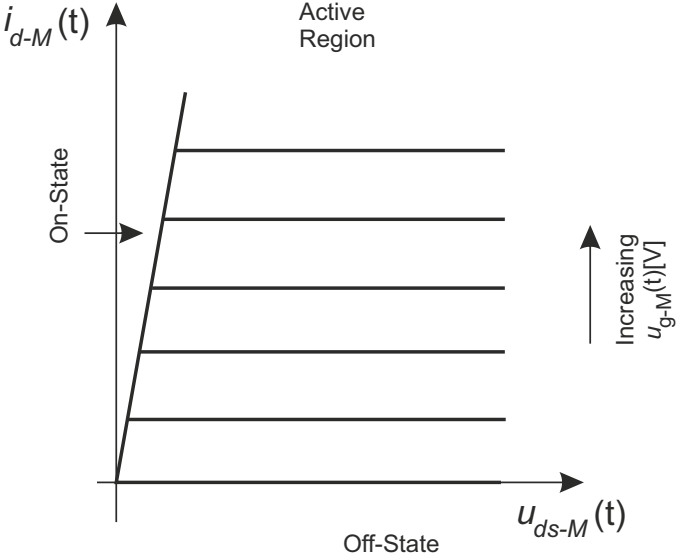 i_{d-M}(t)
Active
Region
On-State
Increasing
u_{g-M}(t)[V]
u_{ds-M}(t)
Off-State